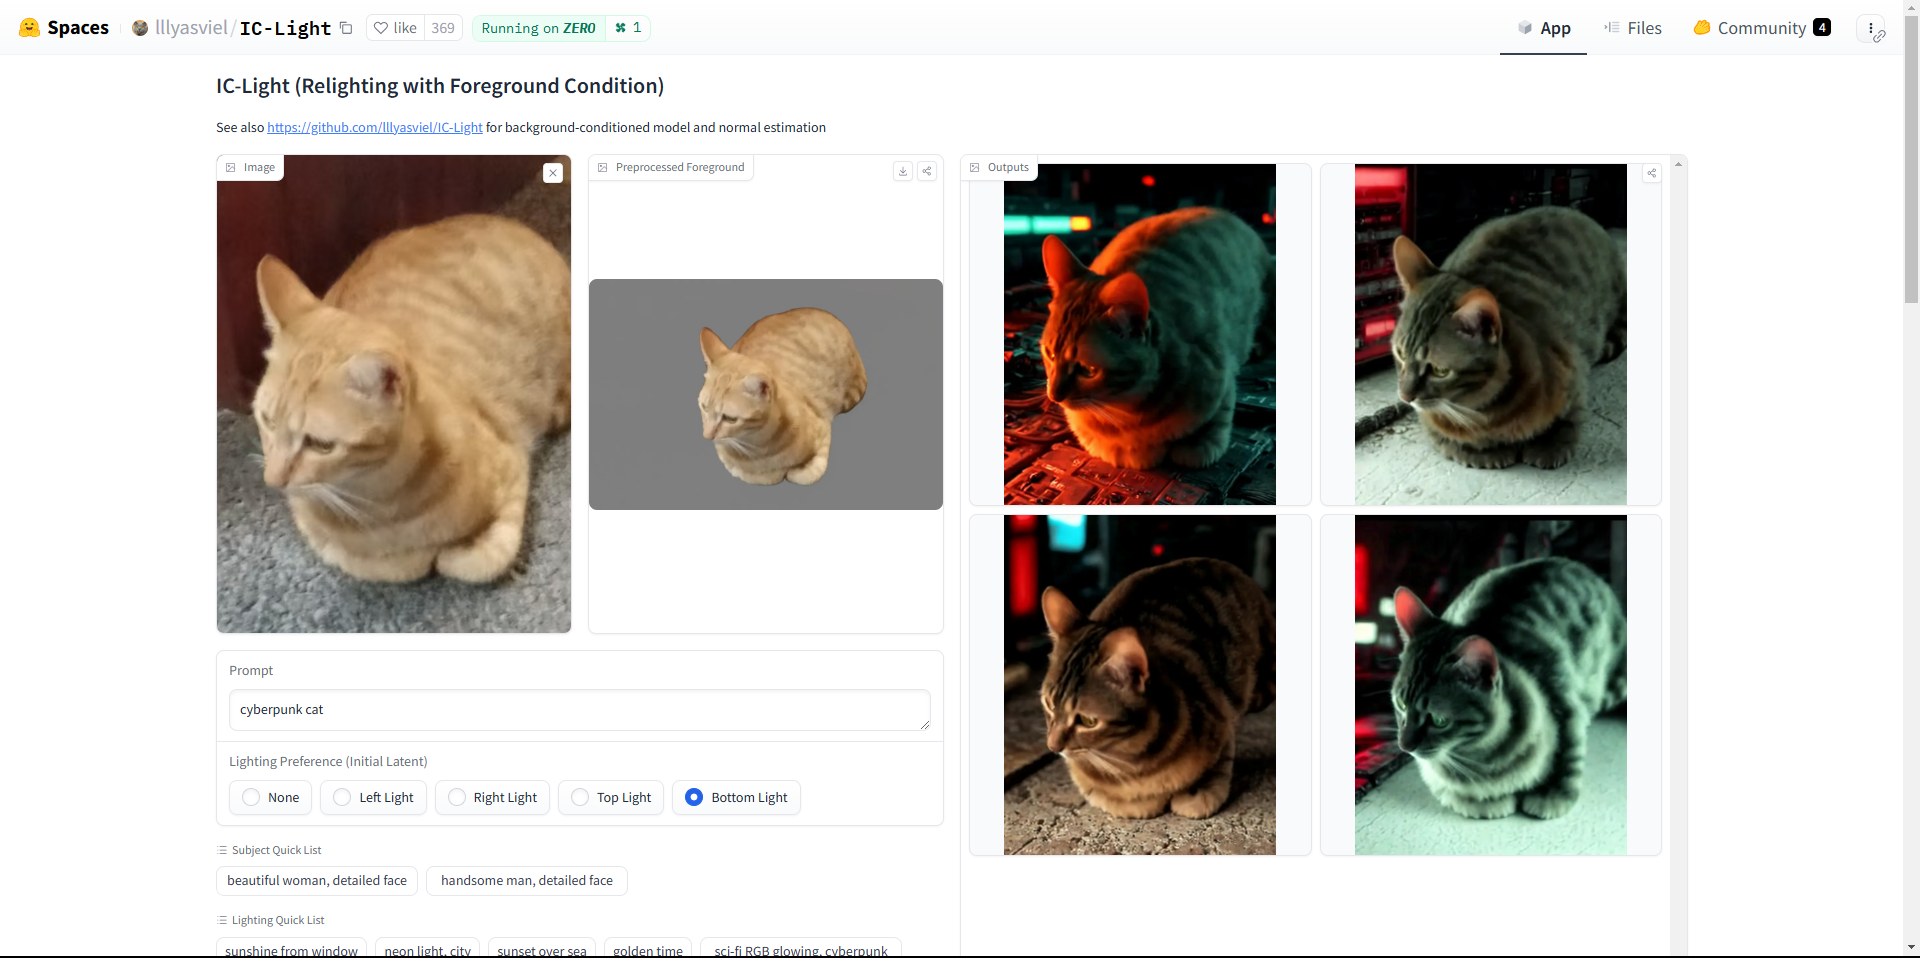 Spaces
lllyasviel/IC-Light
like 369
Running on ZERO 1
App
Files
Community 4
IC-Light (Relighting with Foreground Condition)
See also https://github.com/lllyasviel/IC-Light for background-conditioned model and normal estimation
Image
Preprocessed Foreground
Outputs
Prompt
cyberpunk cat
Lighting Preference (Initial Latent)
None
Left Light
Right Light
Top Light
Bottom Light
Subject Quick List
beautiful woman, detailed face
handsome man, detailed face
Lighting Quick List
sunshine from window
neon light, city
sunset over sea
golden time
sci-fi RGB glowing, cyberpunk